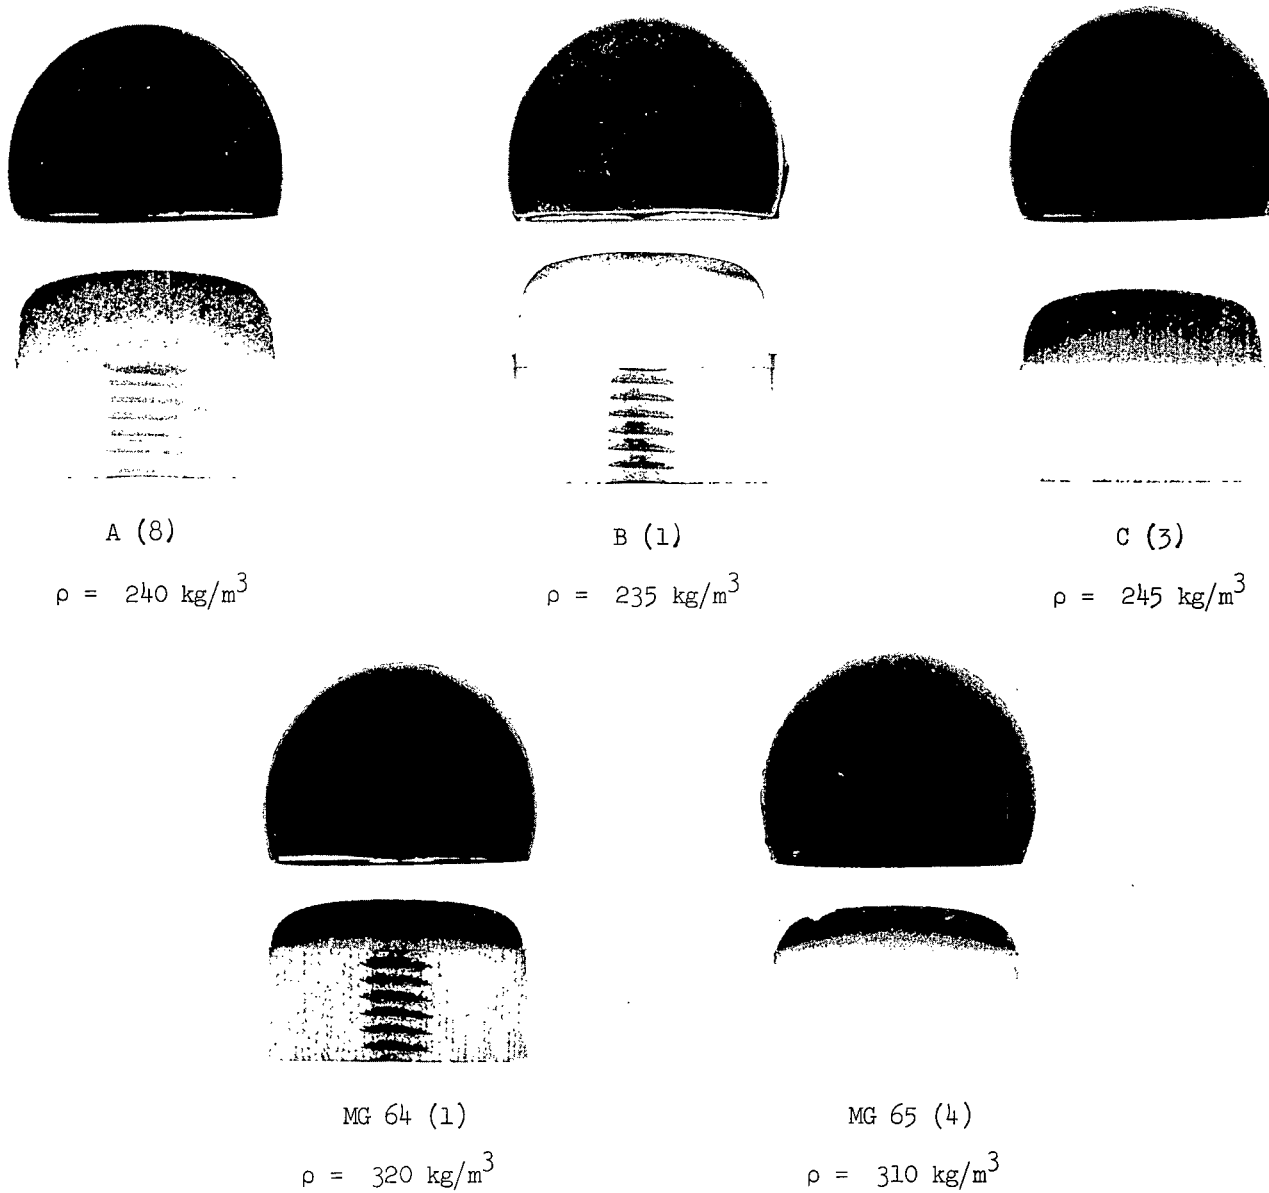 A (8)
B (1)
C (3)
ρ = 240 kg/m³
ρ = 235 kg/m³
ρ = 245 kg/m³
MG 64 (1)
MG 65 (4)
ρ = 320 kg/m³
ρ = 310 kg/m³